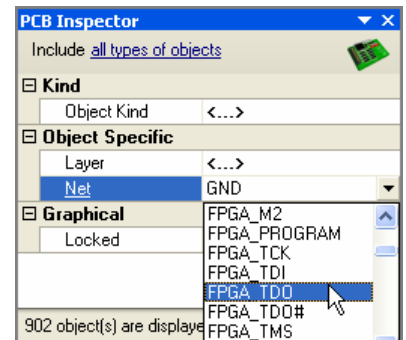 PCB Inspector
Include all types of objects
Kind
Object Kind <...>
Object Specific
Layer <...>
Net GND
Graphical
Locked
FPGA_M2
FPGA_PROGRAM
FPGA_TCK
FPGA_TDI
FPGA_TDO
FPGA_TDO#
FPGA_TMS
902 object(s) are displaye